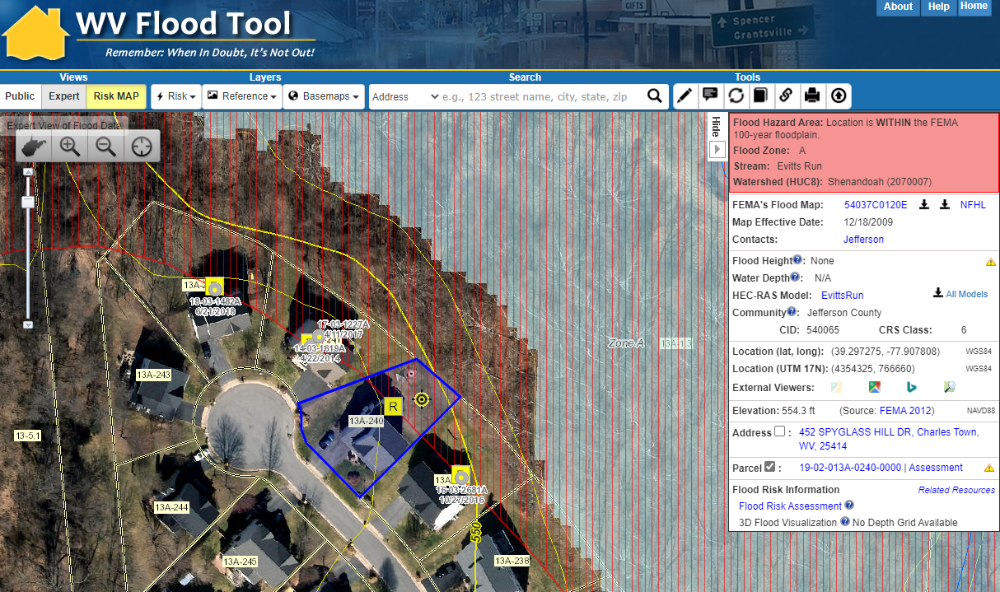 WV Flood Tool
Remember: When In Doubt, It's Not Out!
GIFTS
Spencer
Grantsville
About Help Home
Views Layers Search Tools
Public Expert Risk MAP Risk Reference Basemaps Address e.g., 123 street name, city, state, zip
Expert View of Flood Data
Hide
Flood Hazard Area: Location is WITHIN the FEMA
100-year floodplain.
Flood Zone: A
Stream: Evitts Run
Watershed (HUC8): Shenandoah (2070007)
FEMA's Flood Map: 54037C0120E NFHL
Map Effective Date: 12/18/2009
Contacts: Jefferson
Flood Height: None
Water Depth: N/A
HEC-RAS Model: EvittsRun All Models
Community: Jefferson County
CID: 540065 CRS Class: 6
Location (lat, long): (39.297275, -77.907808) WGS84
Location (UTM 17N): (4354325, 766660) WGS84
External Viewers:
Elevation: 554.3 ft (Source: FEMA 2012) NAVD88
Address : 452 SPYGLASS HILL DR, Charles Town,
WV, 25414
Parcel : 19-02-013A-0240-0000 | Assessment
Flood Risk Information Related Resources
Flood Risk Assessment
3D Flood Visualization No Depth Grid Available
13A-2
18-03-1482A
6/21/2018
17-03-1227A
4/11/2017
14-03-1819A
4/22/2014
Zone A
13A-1.3
13A-243
R
13A-240
13-5.1
13A
16-03-2681A
10/27/2016
13A-244
550
13A-245
13A-238